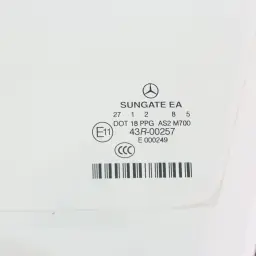 SUNGATE EA
27 1 2 8 5
DOT 18 PPG AS2 M700
E11 43R-00257
E 000249
CCC